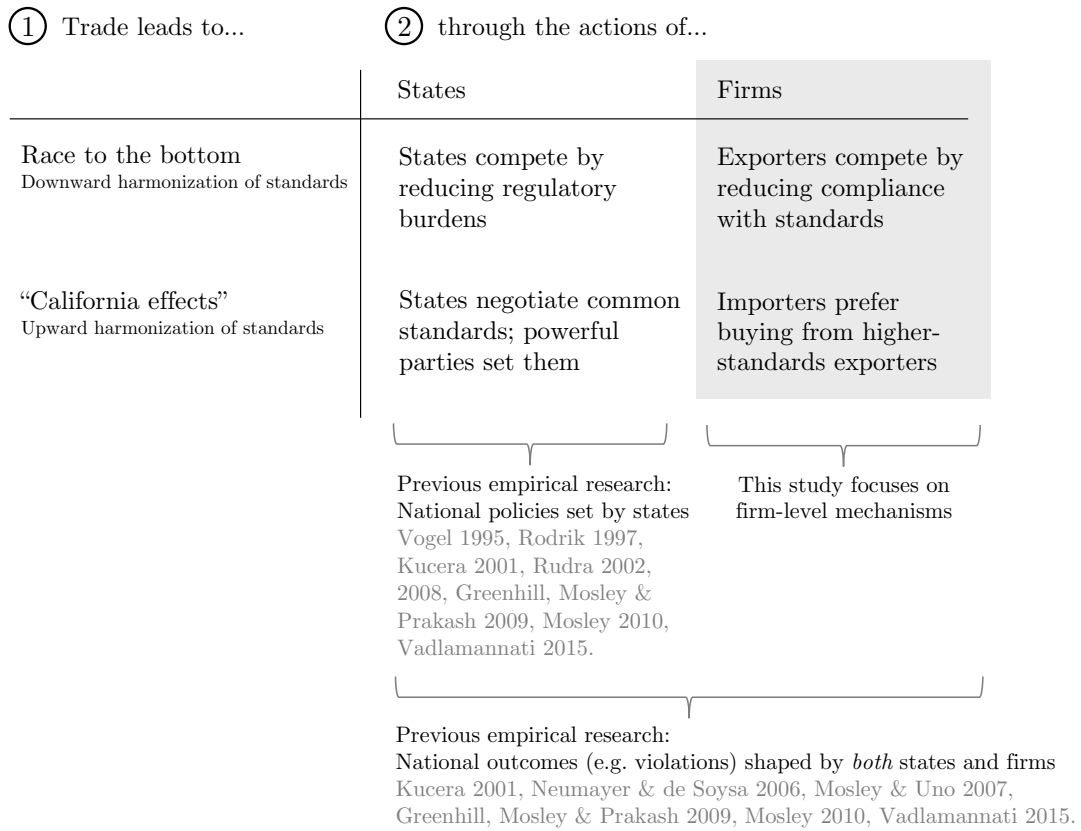 ① Trade leads to...
② through the actions of...
States
Firms
Race to the bottom
Downward harmonization of standards
States compete by
reducing regulatory
burdens
Exporters compete by
reducing compliance
with standards
“California effects”
Upward harmonization of standards
States negotiate common
standards; powerful
parties set them
Importers prefer
buying from higher-
standards exporters
Previous empirical research:
National policies set by states
Vogel 1995, Rodrik 1997,
Kucera 2001, Rudra 2002,
2008, Greenhill, Mosley &
Prakash 2009, Mosley 2010,
Vadlamannati 2015.
This study focuses on
firm-level mechanisms
Previous empirical research:
National outcomes (e.g. violations) shaped by both states and firms
Kucera 2001, Neumayer & de Soysa 2006, Mosley & Uno 2007,
Greenhill, Mosley & Prakash 2009, Mosley 2010, Vadlamannati 2015.